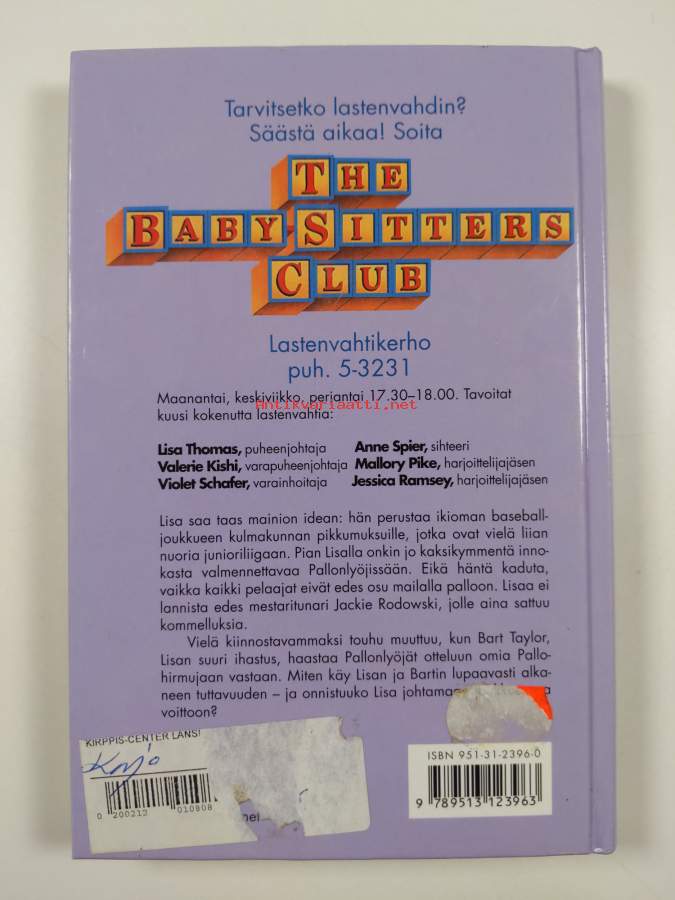 Tarvitsetko lastenvahdin?
Säästä aikaa! Soita
THE
BABY-SITTERS
CLUB
Lastenvahtikerho
puh. 5-3231
Maanantai, keskiviikko, perjantai 17.30–18.00. Tavoitat
Antikvariaatti.net
kuusi kokenutta lastenvahtia:
Lisa Thomas, puheenjohtaja Anne Spier, sihteeri
Valerie Kishi, varapuheenjohtaja Mallory Pike, harjoittelijajäsen
Violet Schafer, varainhoitaja Jessica Ramsey, harjoittelijajäsen
Lisa saa taas mainion idean: hän perustaa ikioman baseball-
joukkueen kulmakunnan pikkumuksuille, jotka ovat vielä liian
nuoria junioriliigaan. Pian Lisalla onkin jo kaksikymmentä inno-
kasta valmennettavaa Pallonlyöjissään. Eikä häntä kaduta,
vaikka kaikki pelaajat eivät edes osu mailalla palloon. Lisaa ei
lannista edes mestaritunari Jackie Rodowski, jolle aina sattuu
kommelluksia.
Vielä kiinnostavammaksi touhu muuttuu, kun Bart Taylor,
Lisan suuri ihastus, haastaa Pallonlyöjät otteluun omia Pallo-
hirmujaan vastaan. Miten käy Lisan ja Bartin lupaavasti alka-
neen tuttavuuden – ja onnistuuko Lisa johtamaan
voittoon?
KIRPPIS-CENTER LÄNSI
0 200212 010808
ISBN 951-31-2396-0
9 789513 123963